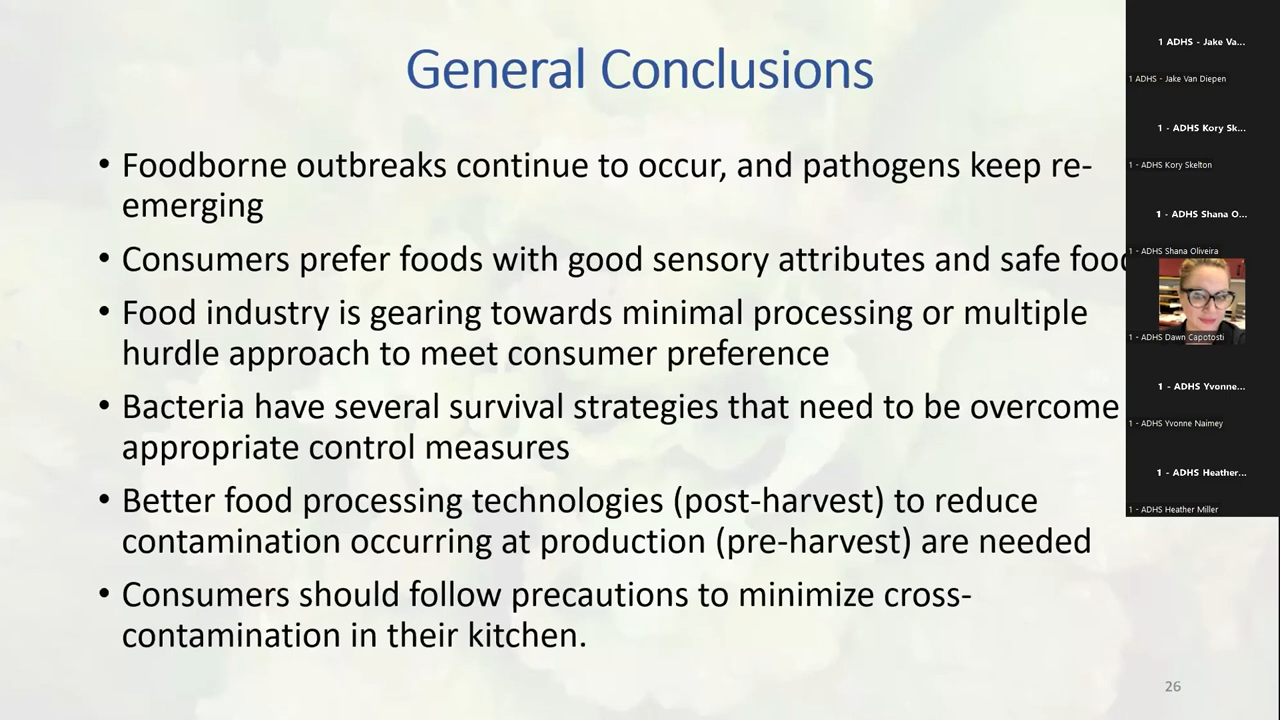 General Conclusions
• Foodborne outbreaks continue to occur, and pathogens keep re-
emerging
• Consumers prefer foods with good sensory attributes and safe food
• Food industry is gearing towards minimal processing or multiple
hurdle approach to meet consumer preference
• Bacteria have several survival strategies that need to be overcome
appropriate control measures
• Better food processing technologies (post-harvest) to reduce
contamination occurring at production (pre-harvest) are needed
• Consumers should follow precautions to minimize cross-
contamination in their kitchen.
26
1 ADHS - Jake Va...
1 ADHS - Jake Van Diepen
1 - ADHS Kory Sk...
1 - ADHS Kory Skelton
1 - ADHS Shana O...
1 - ADHS Shana Oliveira
1 - ADHS Dawn Capotosti
1 - ADHS Yvonne...
1 - ADHS Yvonne Naimey
1 - ADHS Heather...
1 - ADHS Heather Miller